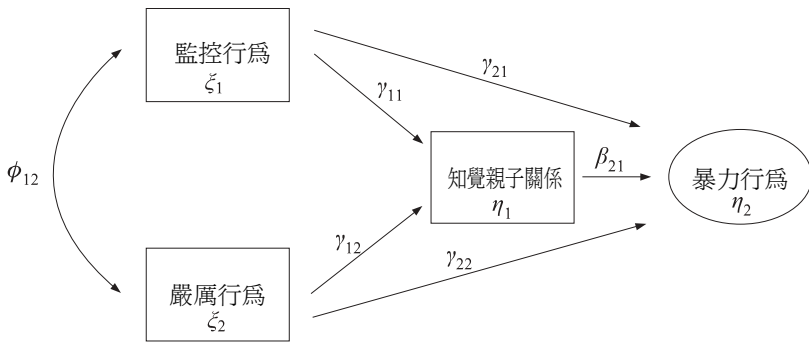 監控行爲
ξ1
γ21
γ11
ϕ12
知覺親子關係
η1
β21
暴力行爲
η2
γ12
γ22
嚴厲行爲
ξ2